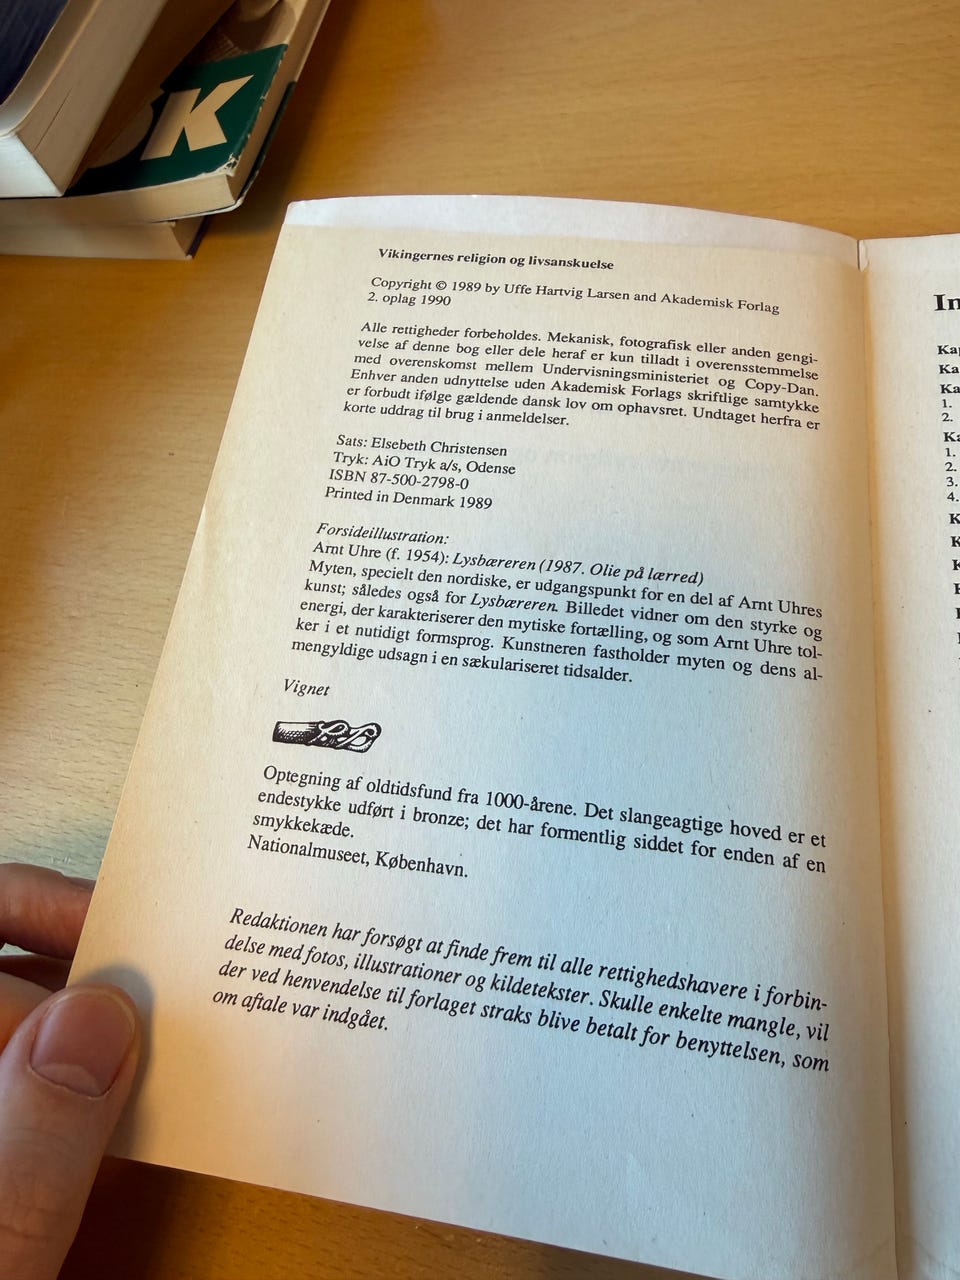 K
Vikingernes religion og livsanskuelse
Copyright © 1989 by Uffe Hartvig Larsen and Akademisk Forlag
2. oplag 1990
Alle rettigheder forbeholdes. Mekanisk, fotografisk eller anden gengi-
velse af denne bog eller dele heraf er kun tilladt i overensstemmelse
med overenskomst mellem Undervisningsministeriet og Copy-Dan.
Enhver anden udnyttelse uden Akademisk Forlags skriftlige samtykke
er forbudt ifølge gældende dansk lov om ophavsret. Undtaget herfra er
korte uddrag til brug i anmeldelser.
Sats: Elsebeth Christensen
Tryk: AiO Tryk a/s, Odense
ISBN 87-500-2798-0
Printed in Denmark 1989
Forsideillustration:
Arnt Uhre (f. 1954): Lysbæreren (1987. Olie på lærred)
Myten, specielt den nordiske, er udgangspunkt for en del af Arnt Uhres
kunst; således også for Lysbæreren. Billedet vidner om den styrke og
energi, der karakteriserer den mytiske fortælling, og som Arnt Uhre tol-
ker i et nutidigt formsprog. Kunstneren fastholder myten og dens al-
mengyldige udsagn i en sækulariseret tidsalder.
Vignet
Optegning af oldtidsfund fra 1000-årene. Det slangeagtige hoved er et
endestykke udført i bronze; det har formentlig siddet for enden af en
smykkekæde.
Nationalmuseet, København.
Redaktionen har forsøgt at finde frem til alle rettighedshavere i forbin-
delse med fotos, illustrationer og kildetekster. Skulle enkelte mangle, vil
der ved henvendelse til forlaget straks blive betalt for benyttelsen, som
om aftale var indgået.
1.
2.
1.
2.
3.
4.